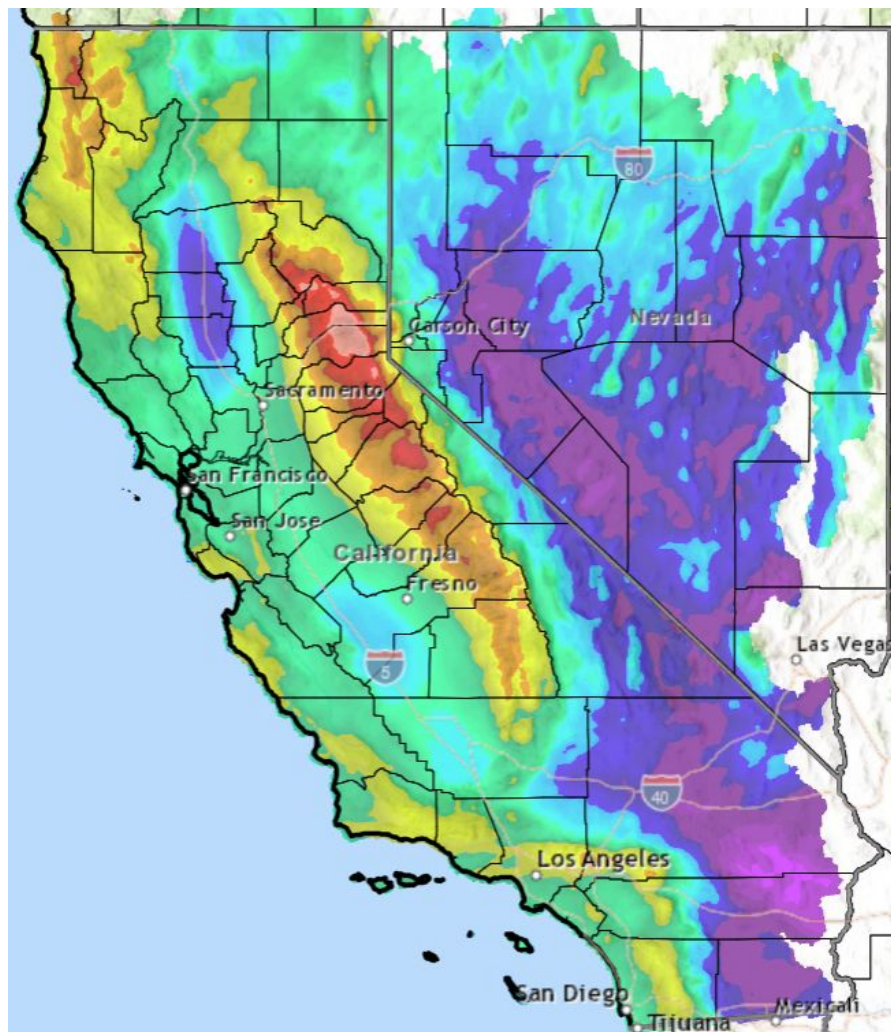 80
Nevada
Carson City
Sacramento
San Francisco
San Jose
California
Fresno
5
Las Vegas
40
Los Angeles
San Diego
Mexicali
Tijuana